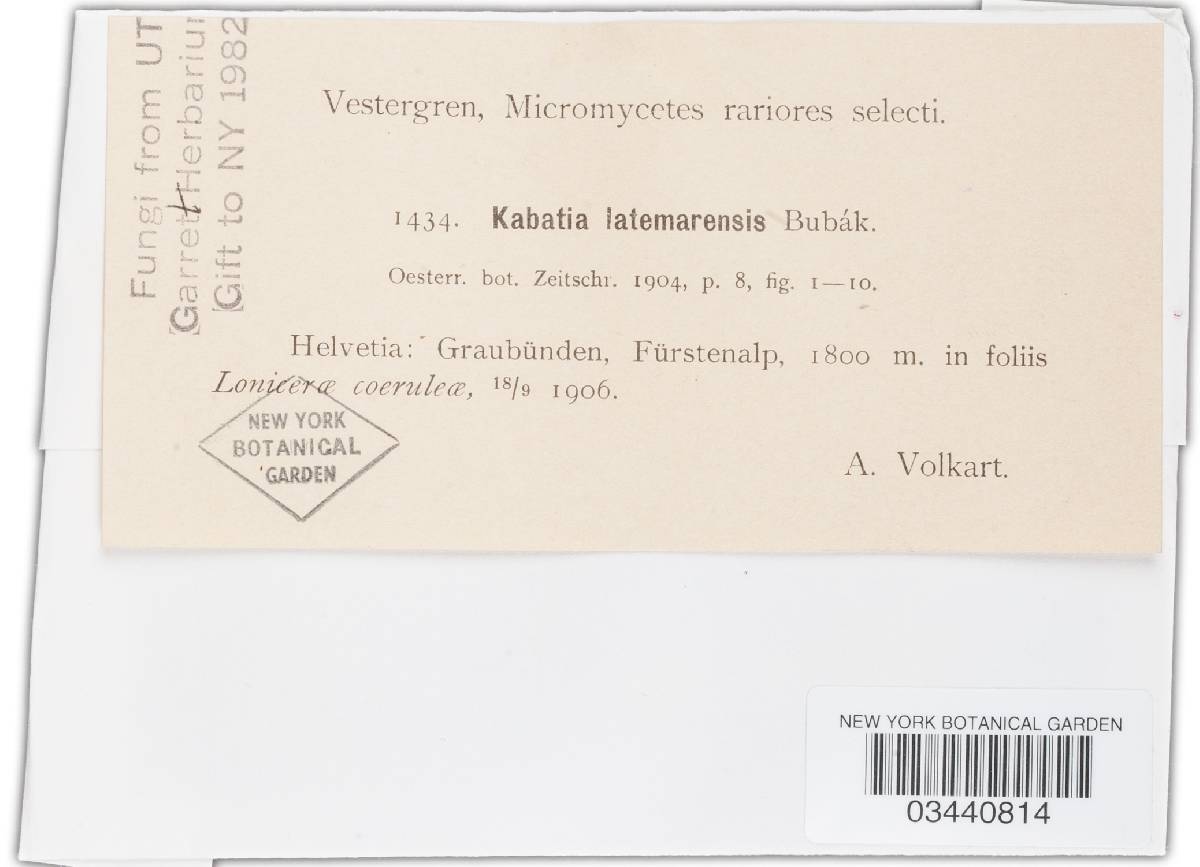 Fungi from UT
Garrett Herbariu
[Gift to NY 1982
Vestergren, Micromycetes rariores selecti.
1434. Kabatia latemarensis Bubák.
Oesterr. bot. Zeitschr. 1904, p. 8, fig. 1—10.
Helvetia: Graubünden, Fürstenalp, 1800 m. in foliis
Loniceræ coeruleæ, 18/9 1906.
A. Volkart.
NEW YORK
BOTANICAL
GARDEN
NEW YORK BOTANICAL GARDEN
03440814